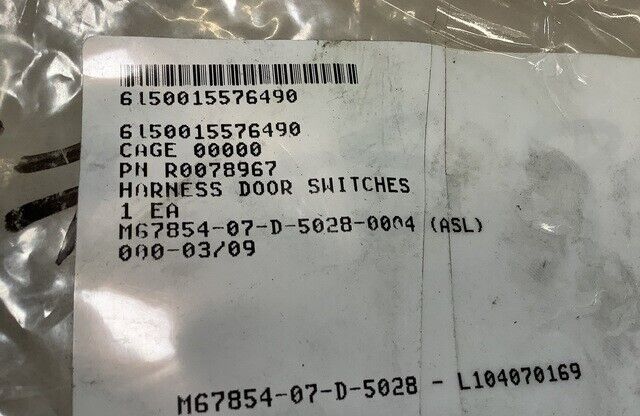 6150015576490
6150015576490
CAGE 00000
PN R0078967
HARNESS DOOR SWITCHES
1 EA
M67854-07-D-5028-0004 (ASL)
000-03/09
M67854-07-D-5028 - L104070169